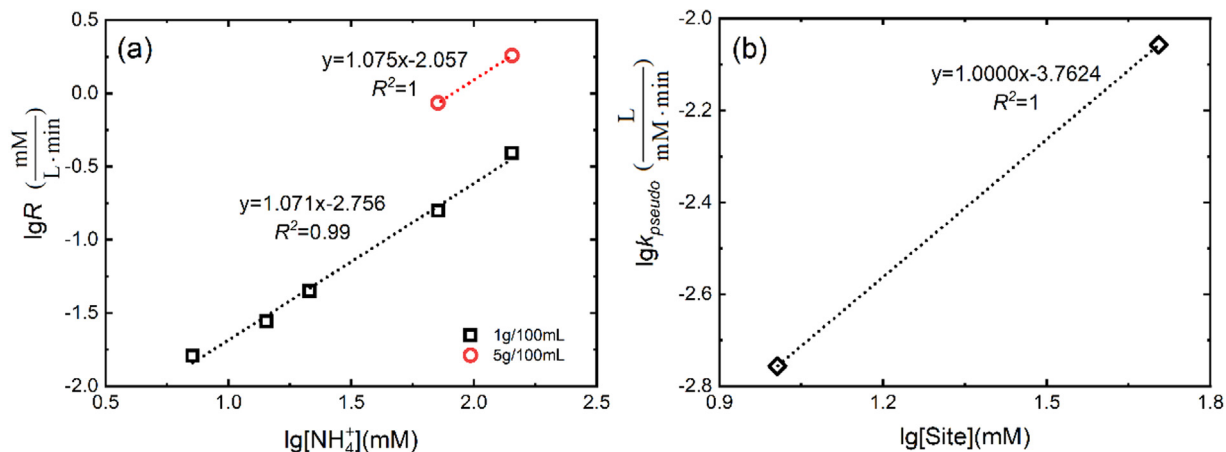 (a)
0.5
0.0
-0.5
-1.0
-1.5
-2.0
lgR (mM/L·min)
y=1.075x-2.057
R²=1
y=1.071x-2.756
R²=0.99
1g/100mL
5g/100mL
0.5 1.0 1.5 2.0 2.5
lg[NH₄⁺](mM)
(b)
-2.0
-2.2
-2.4
-2.6
-2.8
lgk_pseudo (L/mM·min)
y=1.0000x-3.7624
R²=1
0.9 1.2 1.5 1.8
lg[Site](mM)